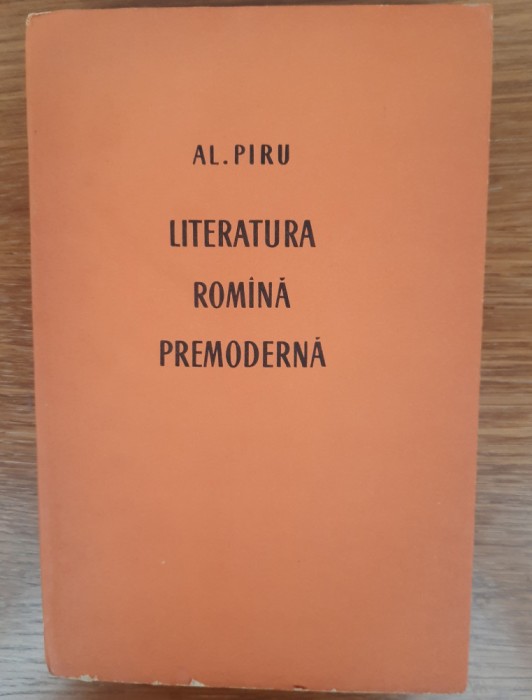 AL. PIRU
LITERATURA
ROMÎNĂ
PREMODERNĂ